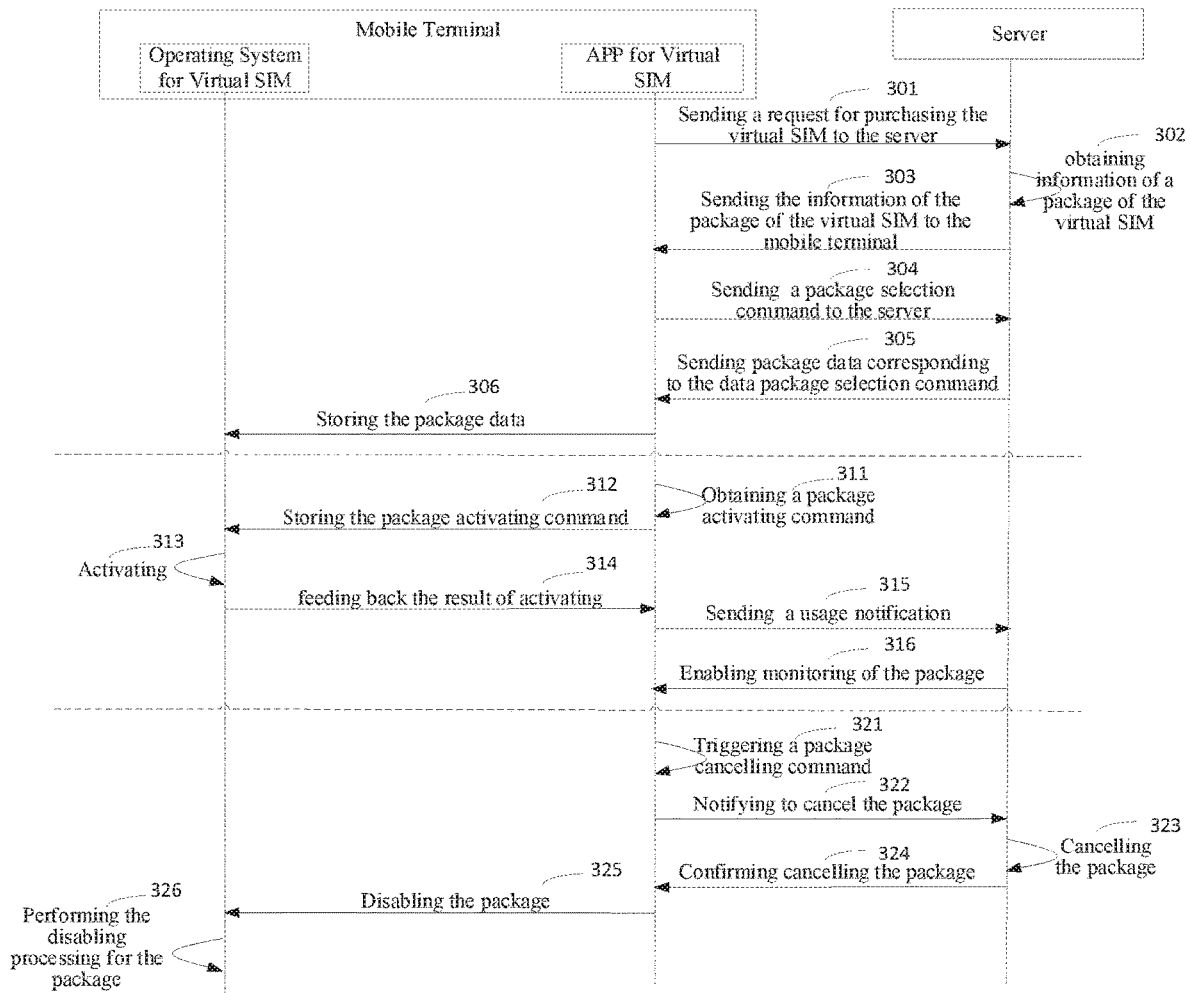 Mobile Terminal
Server
Operating System
for Virtual SIM
APP for Virtual
SIM
301
Sending a request for purchasing the
virtual SIM to the server
302
obtaining
information of a
package of the
virtual SIM
303
Sending the information of the
package of the virtual SIM to the
mobile terminal
304
Sending a package selection
command to the server
305
Sending package data corresponding
to the data package selection command
306
Storing the package data
311
Obtaining a package
activating command
312
Storing the package activating command
313
Activating
314
feeding back the result of activating
315
Sending a usage notification
316
Enabling monitoring of the package
321
Triggering a package
cancelling command
322
Notifying to cancel the package
323
Cancelling
the package
324
Confirming cancelling the package
325
Disabling the package
326
Performing the
disabling
processing for the
package